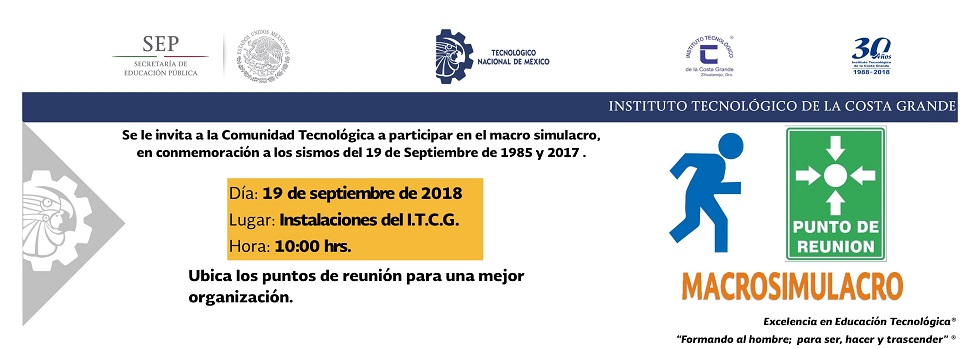 SEP
SECRETARÍA DE
EDUCACIÓN PÚBLICA
ESTADOS UNIDOS MEXICANOS
TECNOLÓGICO
NACIONAL DE MÉXICO
INSTITUTO TECNOLÓGICO ®
de la Costa Grande
Zihuatanejo, Gro.
30 Años
Instituto Tecnológico
de la Costa Grande
1988-2018
INSTITUTO TECNOLÓGICO DE LA COSTA GRANDE
Se le invita a la Comunidad Tecnológica a participar en el macro simulacro,
en conmemoración a los sismos del 19 de Septiembre de 1985 y 2017 .
Día: 19 de septiembre de 2018
Lugar: Instalaciones del I.T.C.G.
Hora: 10:00 hrs.
Ubica los puntos de reunión para una mejor
organización.
PUNTO DE
REUNION
MACROSIMULACRO
Excelencia en Educación Tecnológica®
“Formando al hombre; para ser, hacer y trascender” ®